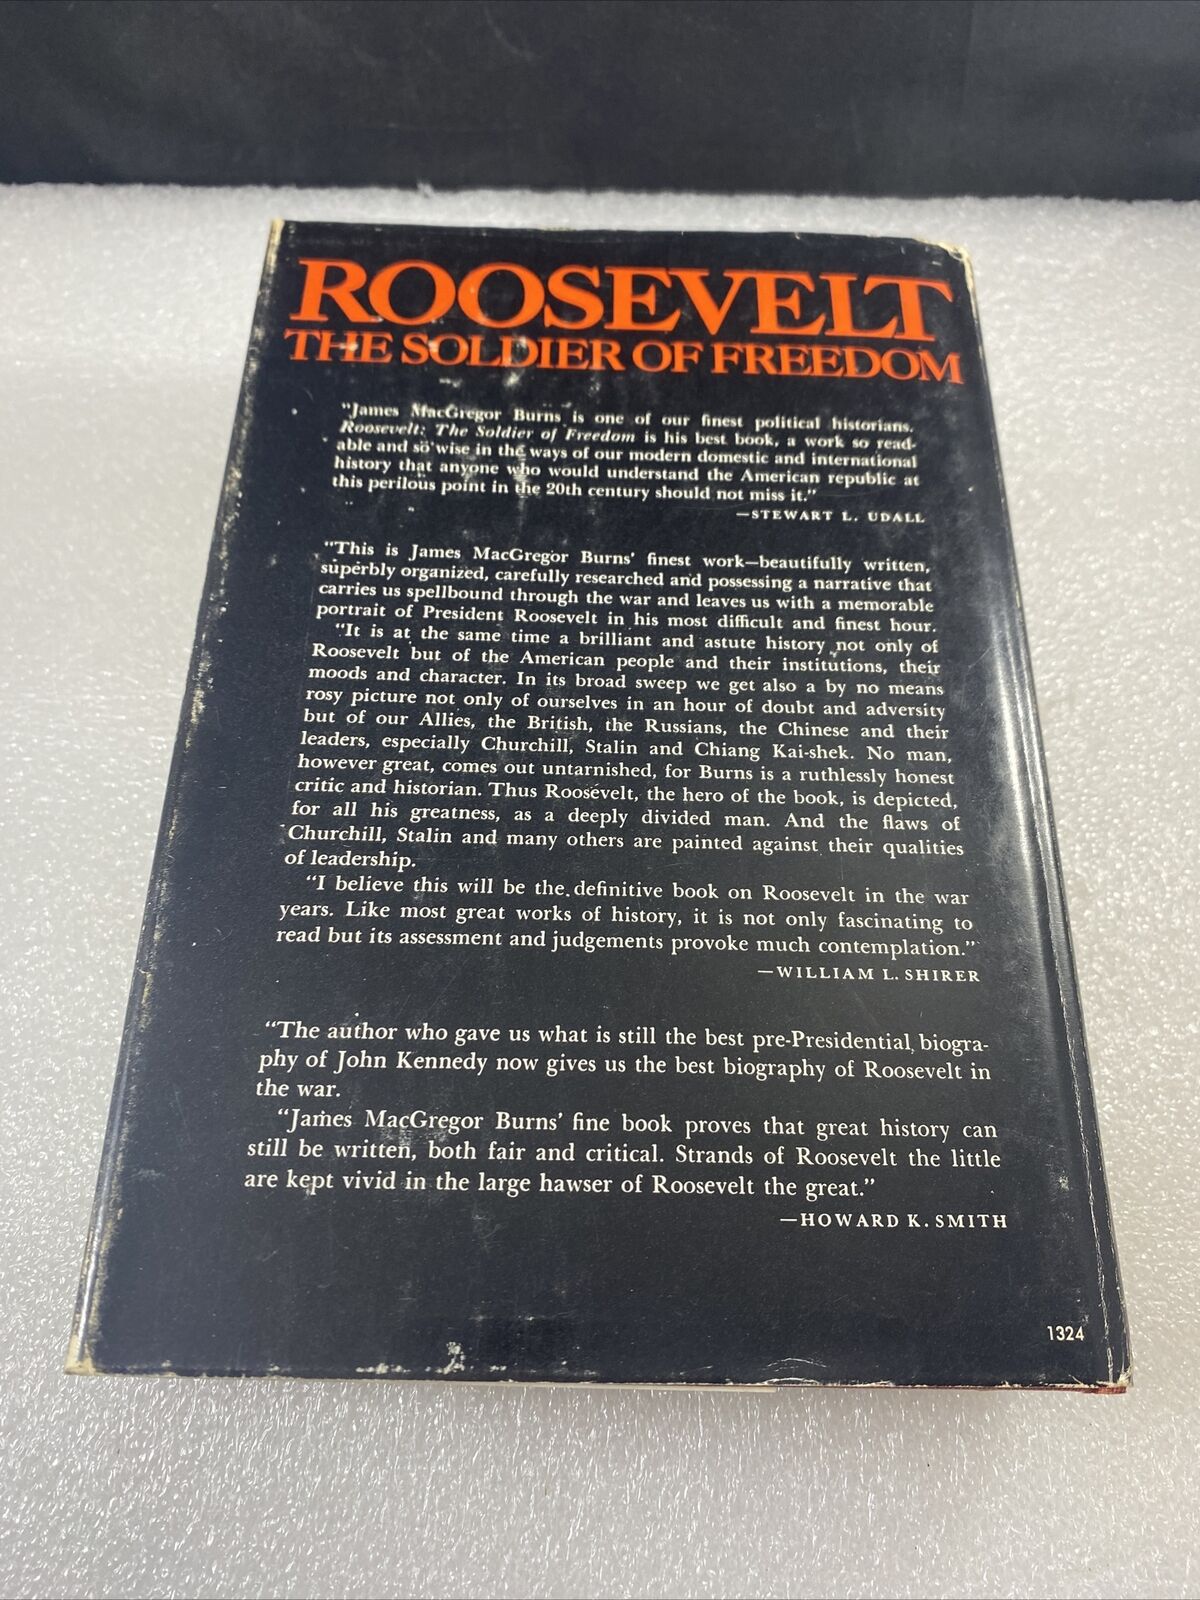 ROOSEVELT
THE SOLDIER OF FREEDOM
"James MacGregor Burns is one of our finest political historians.
Roosevelt: The Soldier of Freedom is his best book, a work so read-
able and so wise in the ways of our modern domestic and international
history that anyone who would understand the American republic at
this perilous point in the 20th century should not miss it."
—STEWART L. UDALL
"This is James MacGregor Burns' finest work—beautifully written,
superbly organized, carefully researched and possessing a narrative that
carries us spellbound through the war and leaves us with a memorable
portrait of President Roosevelt in his most difficult and finest hour.
"It is at the same time a brilliant and astute history not only of
Roosevelt but of the American people and their institutions, their
moods and character. In its broad sweep we get also a by no means
rosy picture not only of ourselves in an hour of doubt and adversity
but of our Allies, the British, the Russians, the Chinese and their
leaders, especially Churchill, Stalin and Chiang Kai-shek. No man,
however great, comes out untarnished, for Burns is a ruthlessly honest
critic and historian. Thus Roosevelt, the hero of the book, is depicted,
for all his greatness, as a deeply divided man. And the flaws of
Churchill, Stalin and many others are painted against their qualities
of leadership.
"I believe this will be the definitive book on Roosevelt in the war
years. Like most great works of history, it is not only fascinating to
read but its assessment and judgements provoke much contemplation."
—WILLIAM L. SHIRER
"The author who gave us what is still the best pre-Presidential biogra-
phy of John Kennedy now gives us the best biography of Roosevelt in
the war.
"James MacGregor Burns' fine book proves that great history can
still be written, both fair and critical. Strands of Roosevelt the little
are kept vivid in the large hawser of Roosevelt the great."
—HOWARD K. SMITH
1324